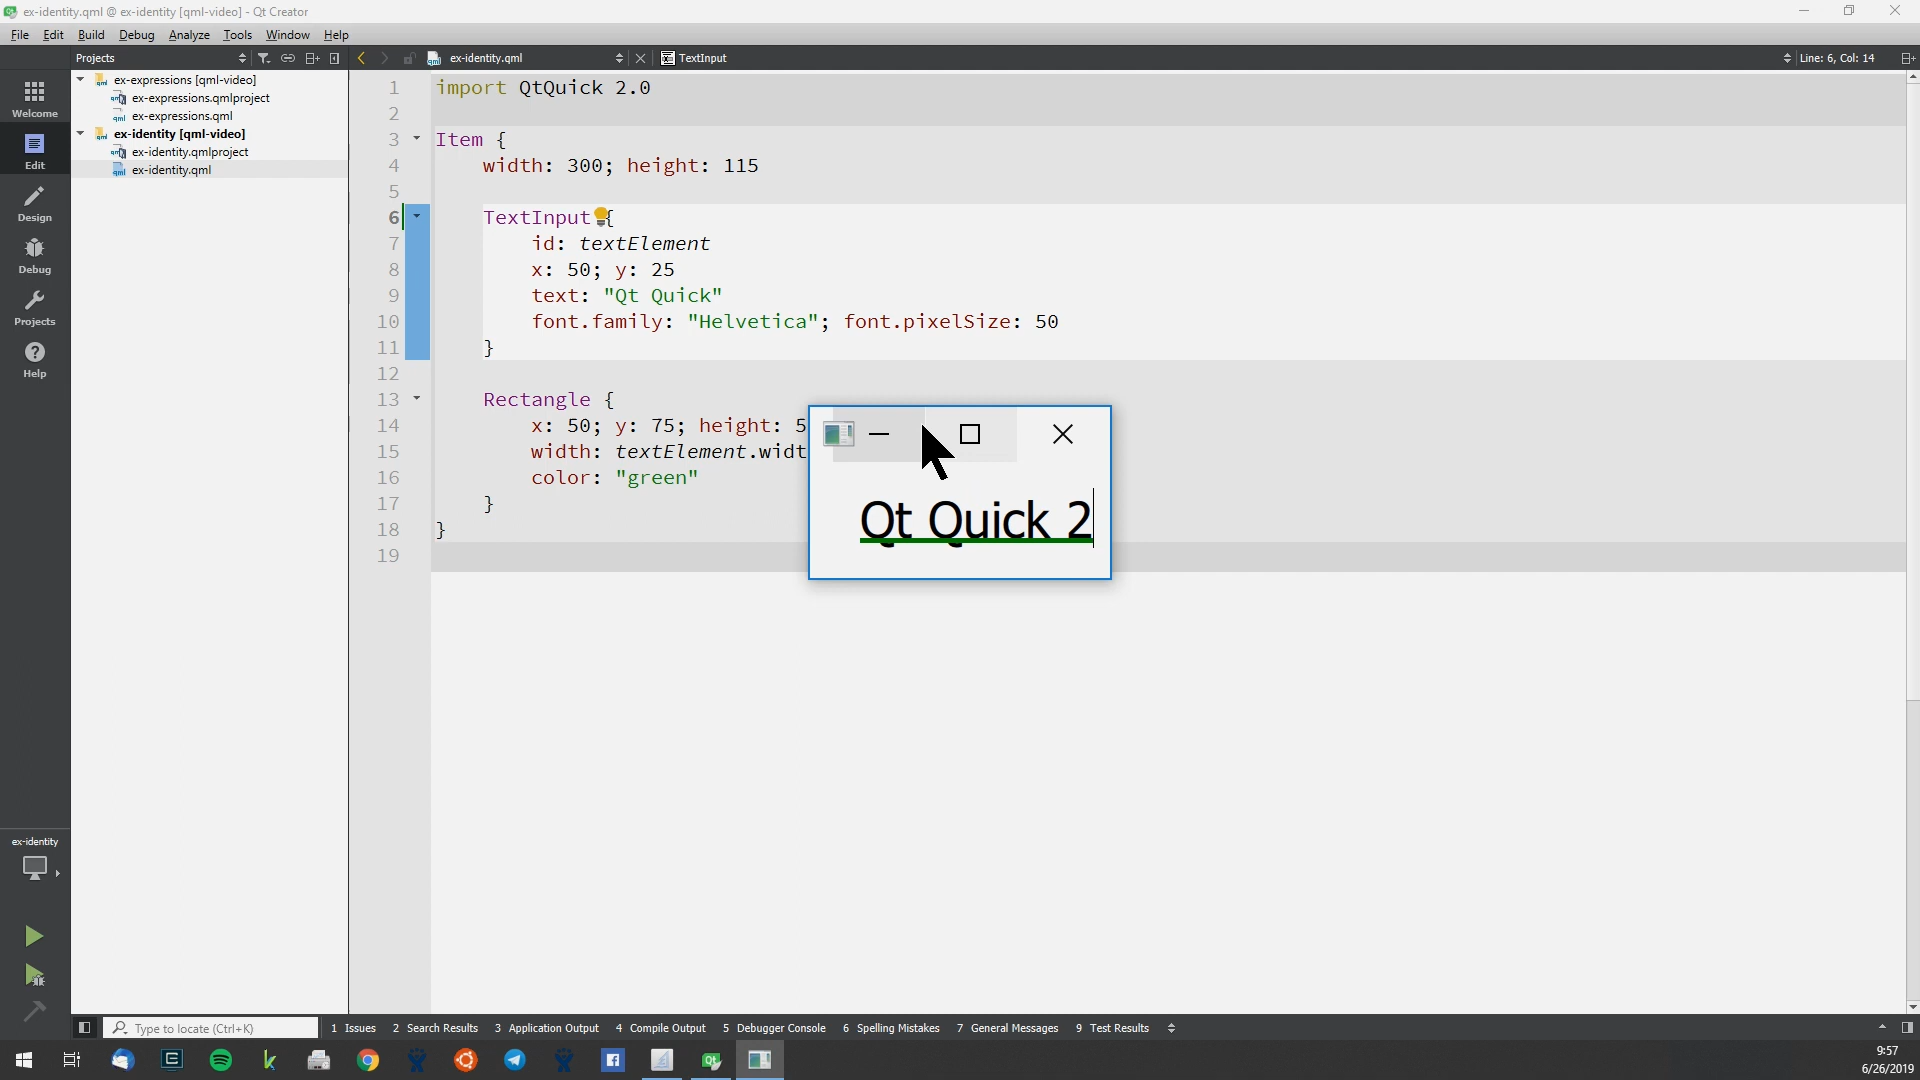 ex-identity.qml @ ex-identity [qml-video] - Qt Creator
File Edit Build Debug Analyze Tools Window Help
Projects
ex-identity.qml
TextInput
Line: 6, Col: 14
Welcome
Edit
Design
Debug
Projects
Help
ex-expressions [qml-video]
ex-expressions.qmlproject
ex-expressions.qml
ex-identity [qml-video]
ex-identity.qmlproject
ex-identity.qml
1 import QtQuick 2.0
2
3 Item {
4 width: 300; height: 115
5
6 TextInput {
7 id: textElement
8 x: 50; y: 25
9 text: "Qt Quick"
10 font.family: "Helvetica"; font.pixelSize: 50
11 }
12
13 Rectangle {
14 x: 50; y: 75; height: 5
15 width: textElement.widt
16 color: "green"
17 }
18 }
19
Qt Quick 2
ex-identity
Type to locate (Ctrl+K)
1 Issues 2 Search Results 3 Application Output 4 Compile Output 5 Debugger Console 6 Spelling Mistakes 7 General Messages 9 Test Results
9:57
6/26/2019